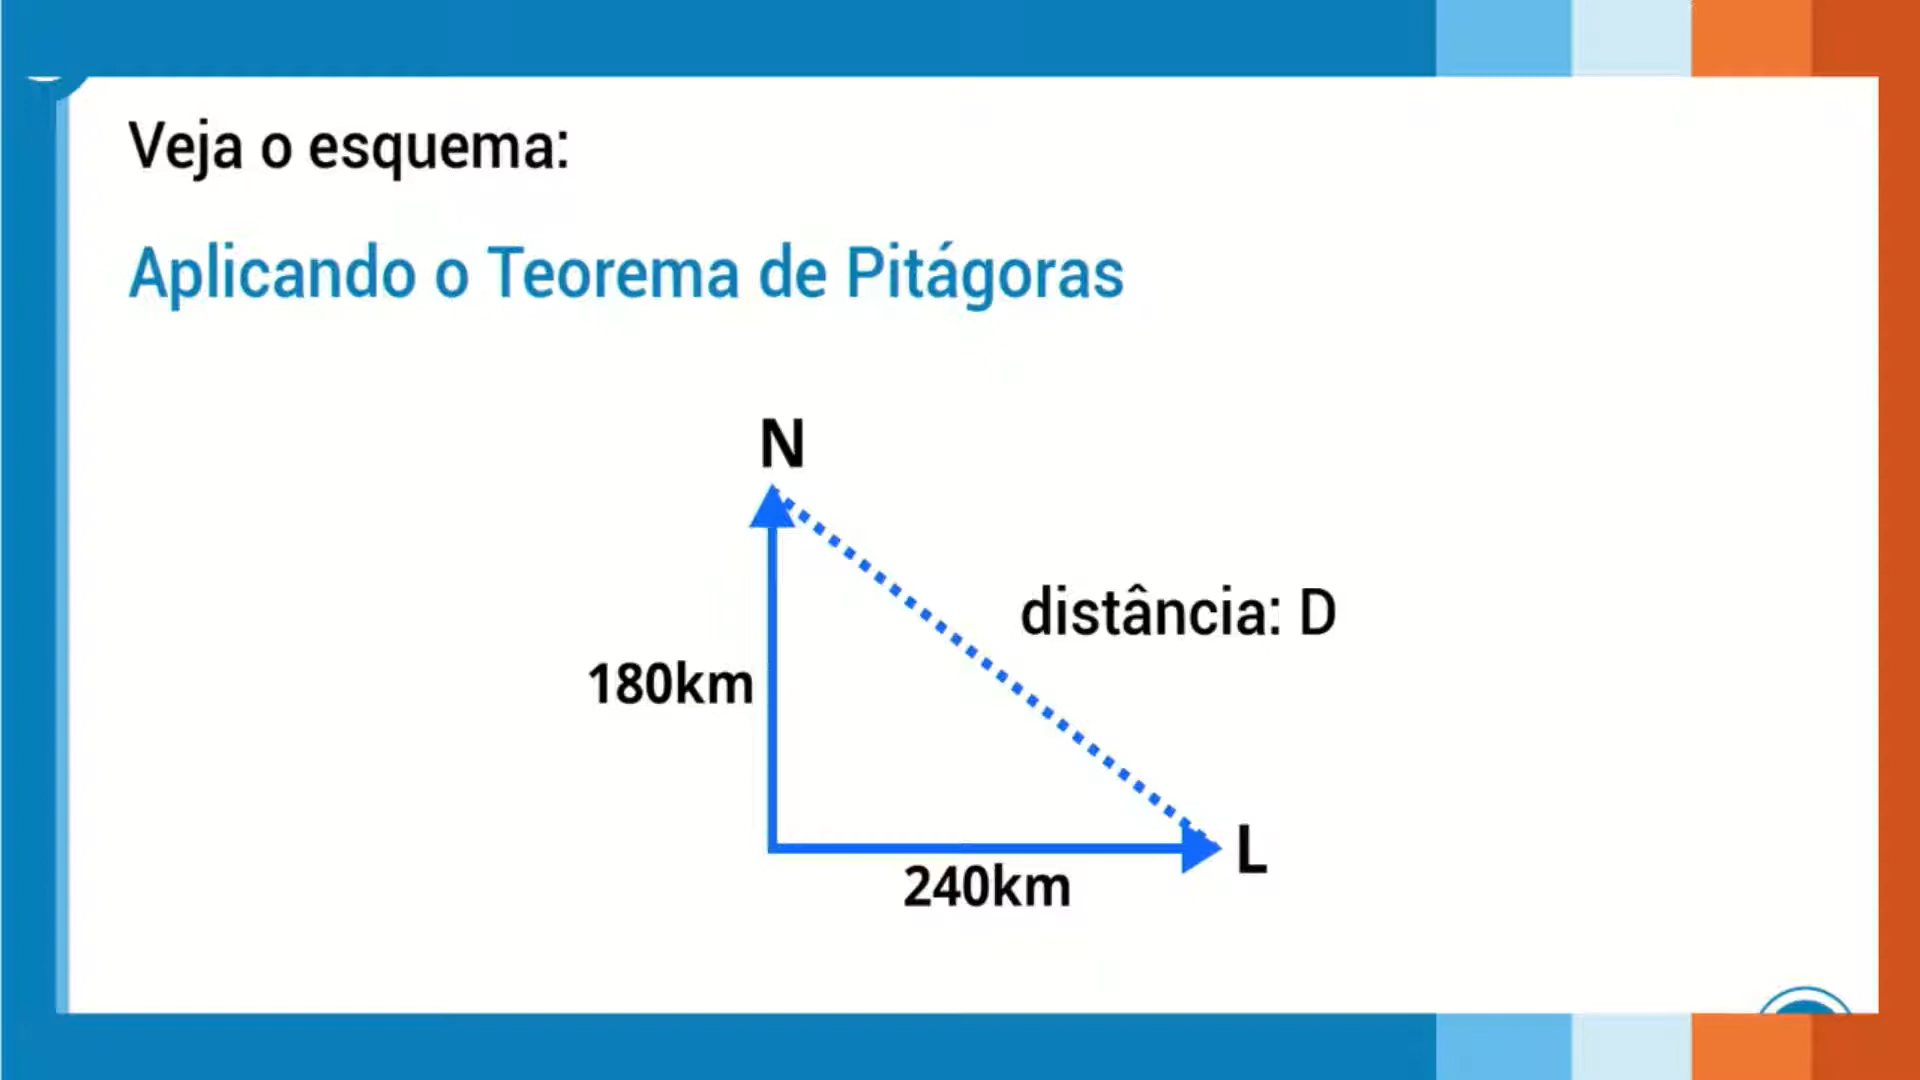 Veja o esquema:
Aplicando o Teorema de Pitágoras
N
distância: D
180km
L
240km